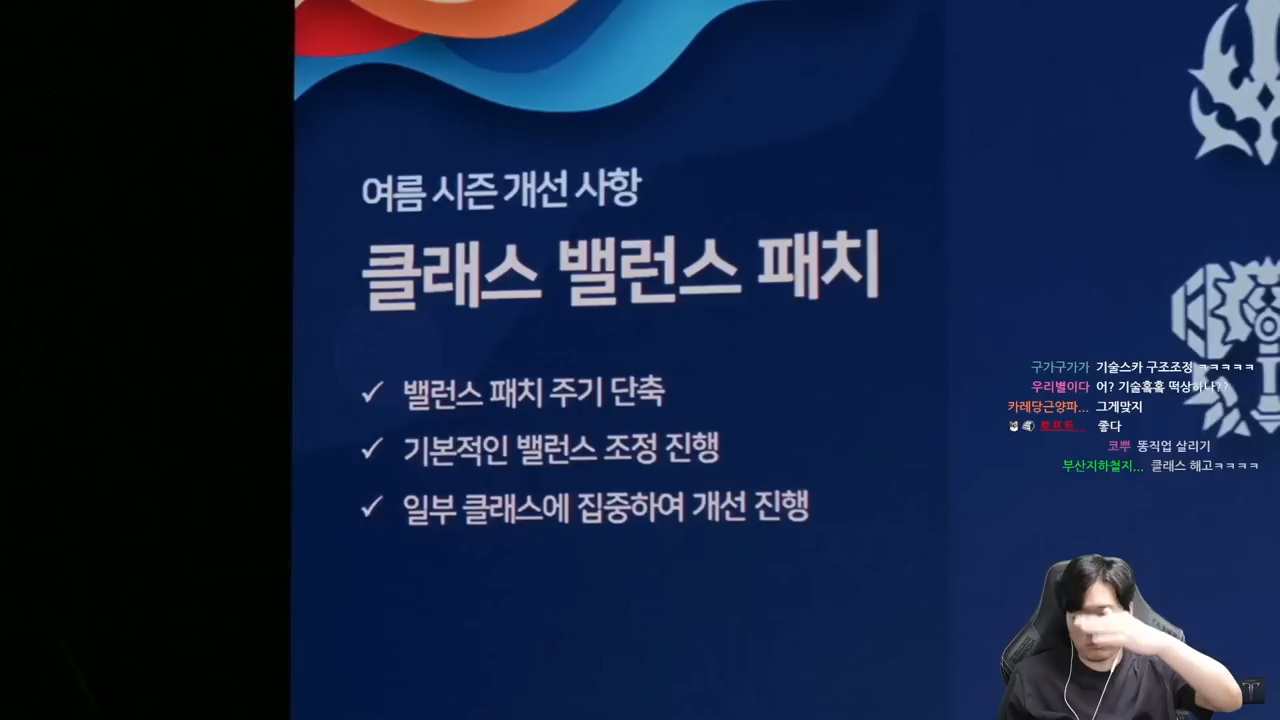 여름 시즌 개선 사항
클래스 밸런스 패치
✓ 밸런스 패치 주기 단축
✓ 기본적인 밸런스 조정 진행
✓ 일부 클래스에 집중하여 개선 진행
구가구가가 기술스카 구조조정 ㅋㅋㅋㅋㅋ
우리별이다 어? 기술흑흑 떡상하나??
카레당근양파... 그게맞지
좋다
코뿌 똥직업 살리기
부산지하철지... 클래스 헤고ㅋㅋㅋㅋ